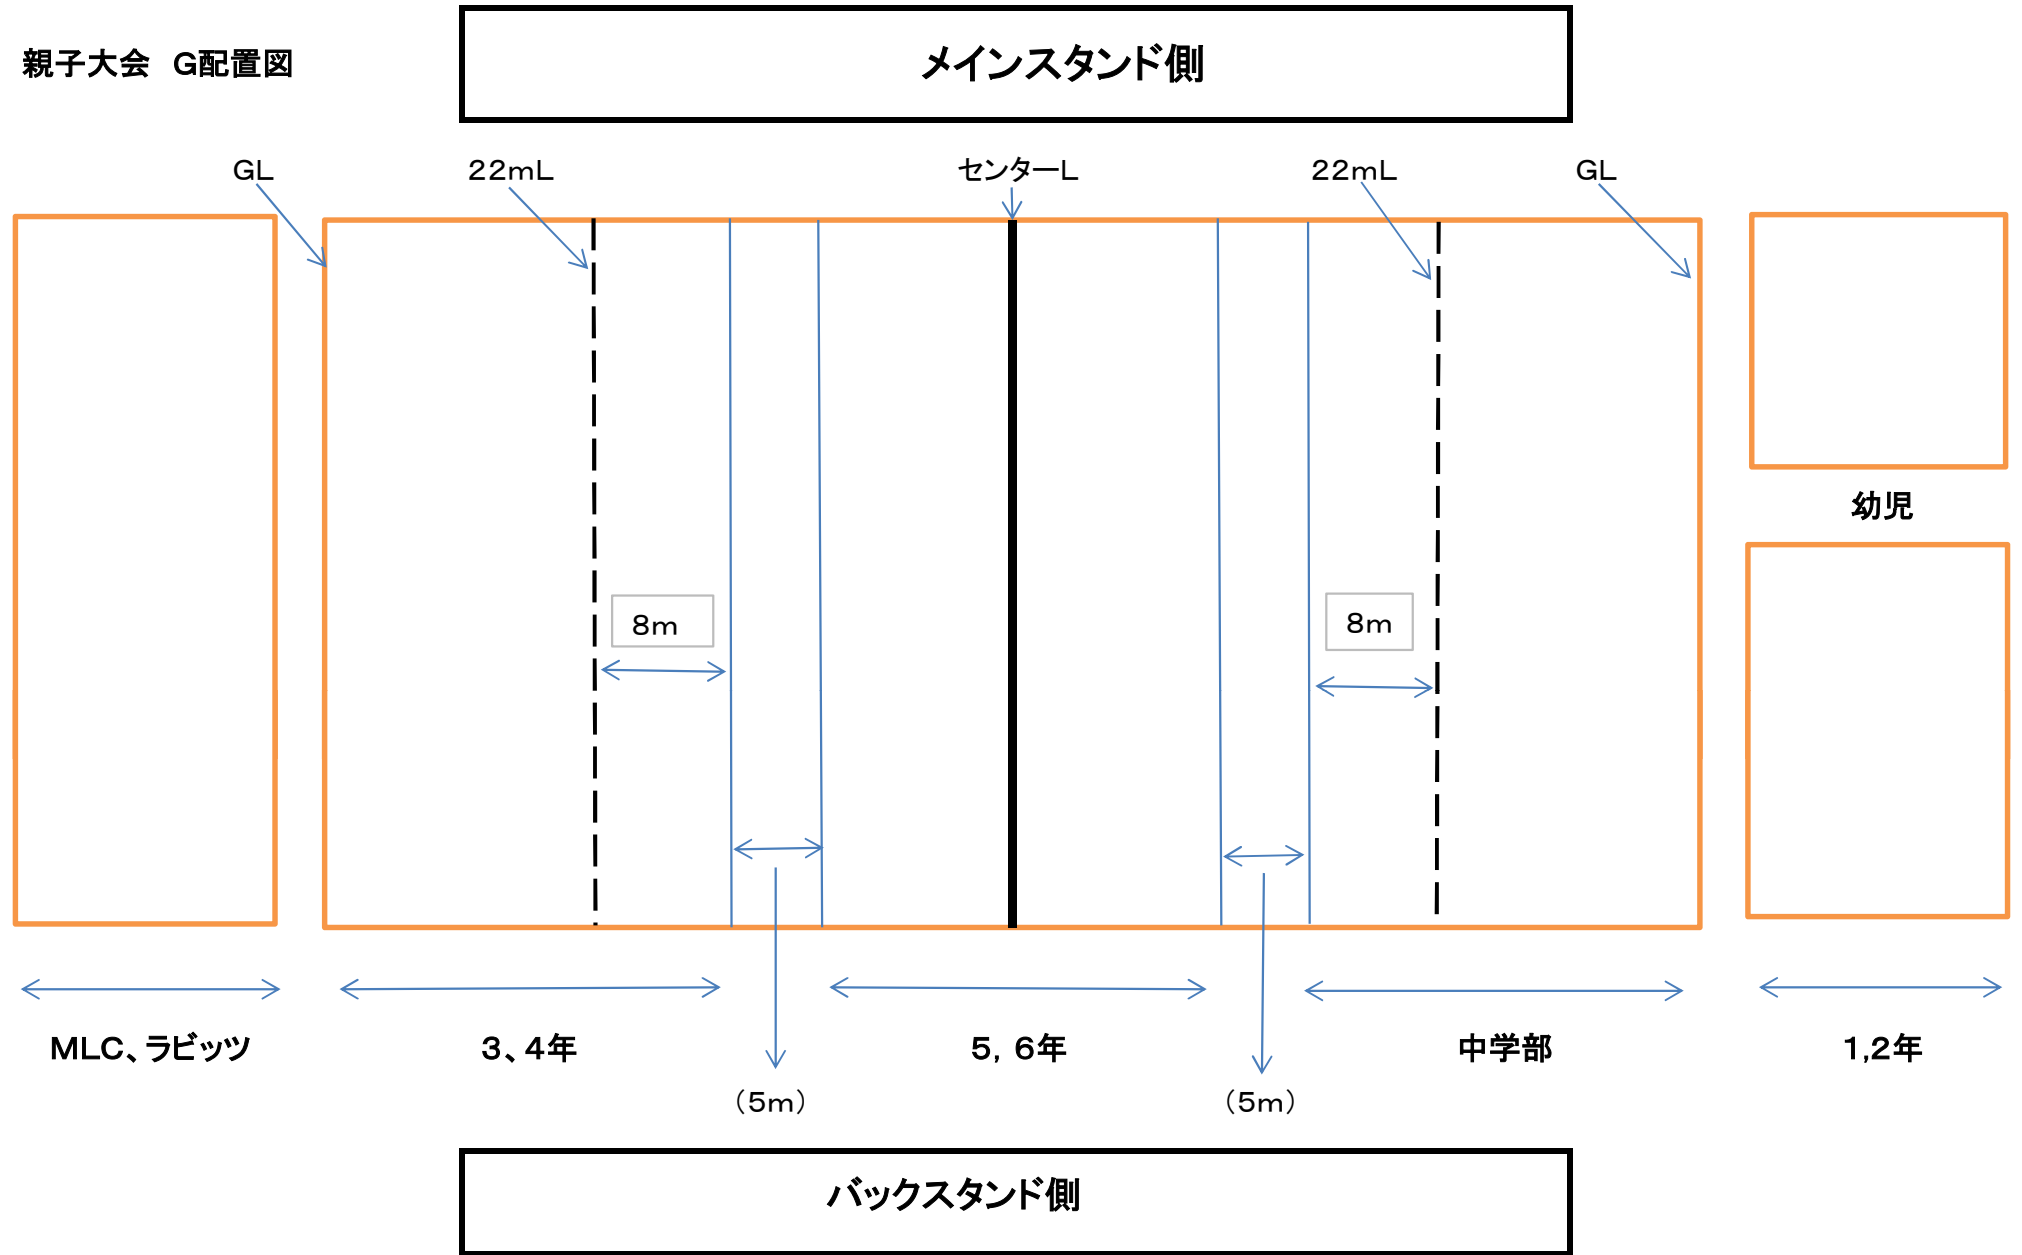 親子大会　G配置図
メインスタンド側
GL
22mL
センターL
22mL
GL
幼児
8m
8m
MLC、ラビッツ
3、4年
5，6年
中学部
1,2年
（5m）
（5m）
バックスタンド側